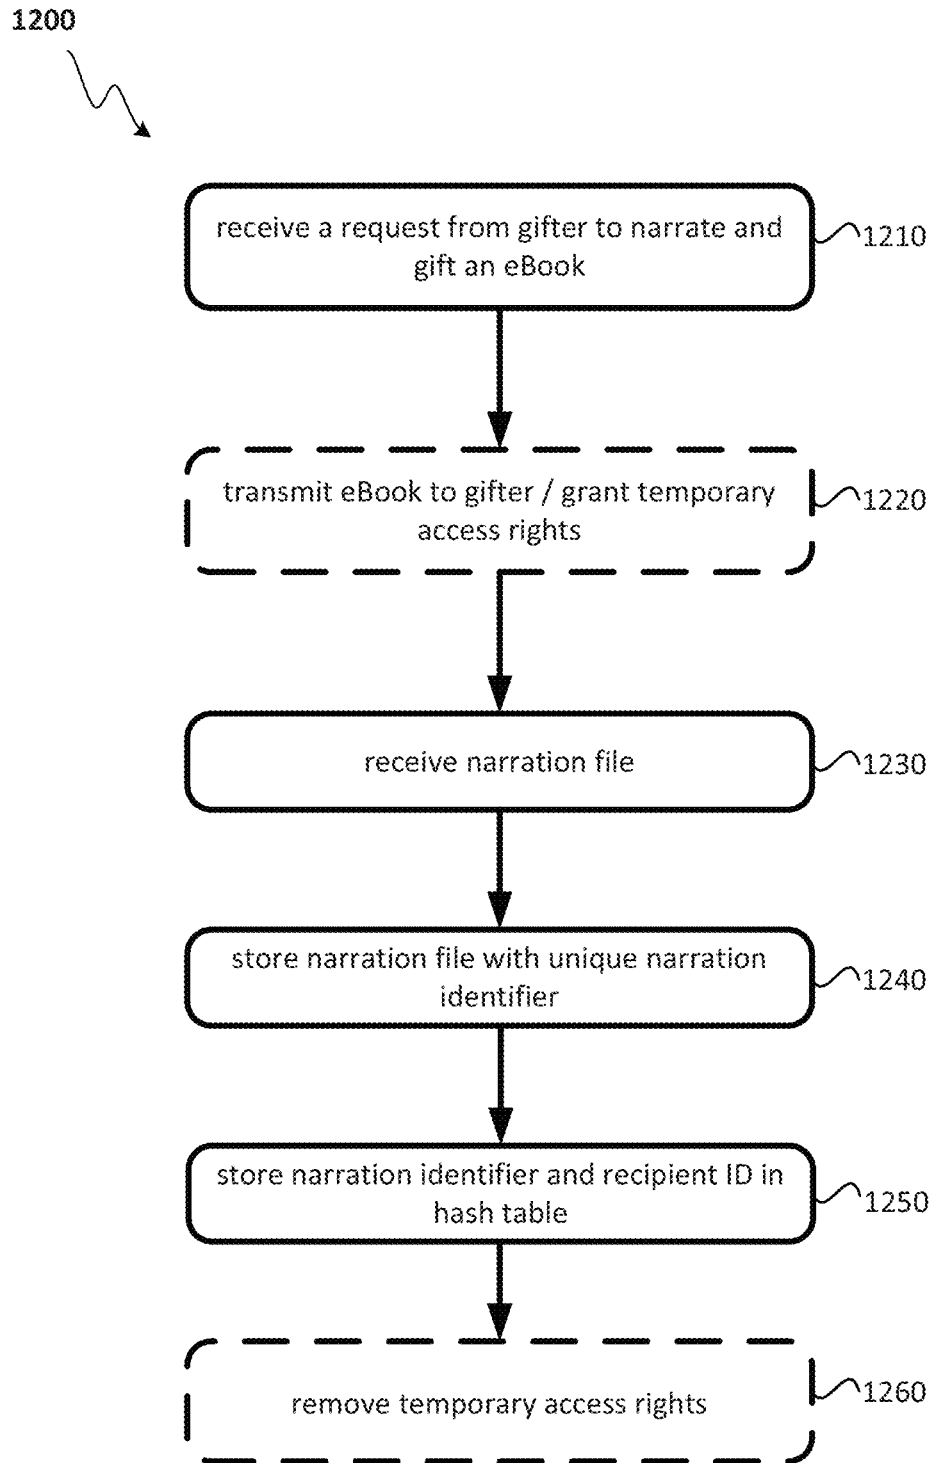 1200
receive a request from gifter to narrate and
gift an eBook
1210
transmit eBook to gifter / grant temporary
access rights
1220
receive narration file
1230
store narration file with unique narration
identifier
1240
store narration identifier and recipient ID in
hash table
1250
remove temporary access rights
1260